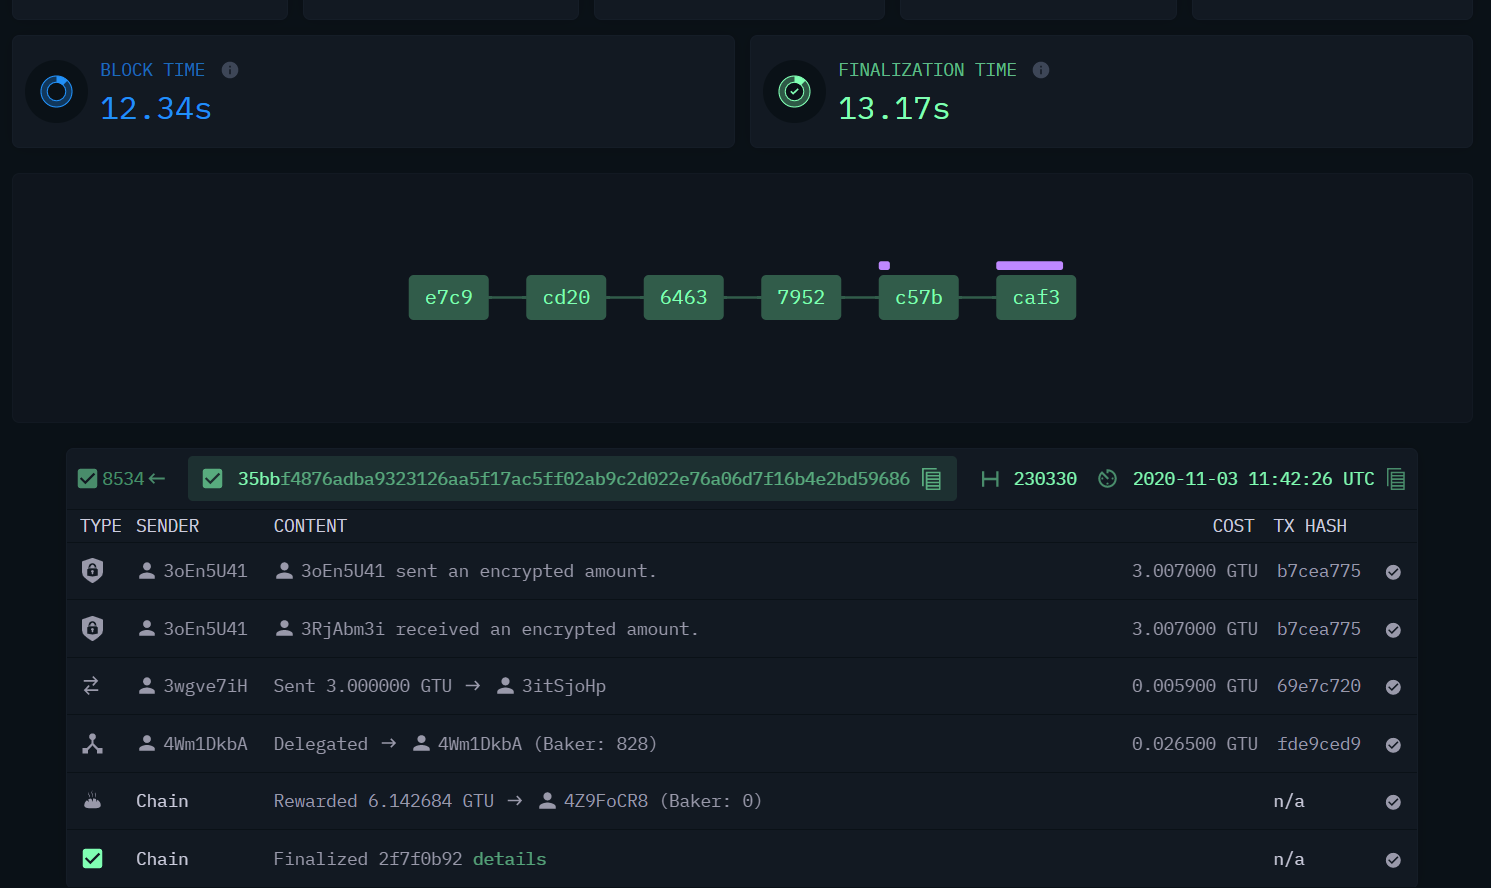 BLOCK TIME
12.34s
FINALIZATION TIME
13.17s
e7c9 cd20 6463 7952 c57b caf3
8534 35bbf4876adba9323126aa5f17ac5ff02ab9c2d022e76a06d7f16b4e2bd59686 230330 2020-11-03 11:42:26 UTC
TYPE SENDER CONTENT COST TX HASH
3oEn5U41 3oEn5U41 sent an encrypted amount. 3.007000 GTU b7cea775
3oEn5U41 3RjAbm3i received an encrypted amount. 3.007000 GTU b7cea775
3wgve7iH Sent 3.000000 GTU → 3itSjoHp 0.005900 GTU 69e7c720
4Wm1DkbA Delegated → 4Wm1DkbA (Baker: 828) 0.026500 GTU fde9ced9
Chain Rewarded 6.142684 GTU → 4Z9FoCR8 (Baker: 0) n/a
Chain Finalized 2f7f0b92 details n/a